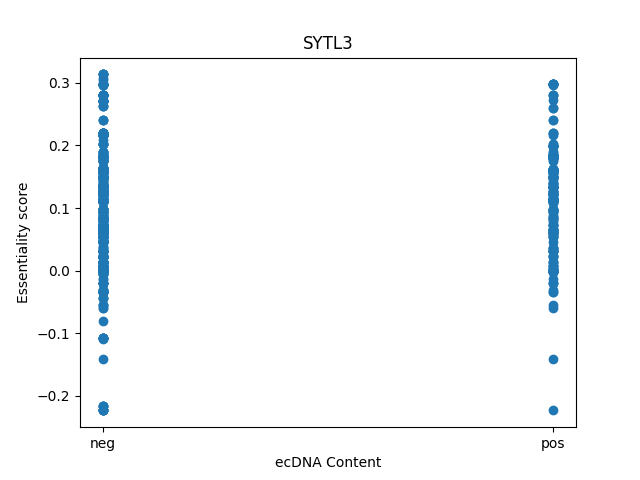 SYTL3
0.3
0.2
0.1
0.0
−0.1
−0.2
Essentiality score
neg
pos
ecDNA Content